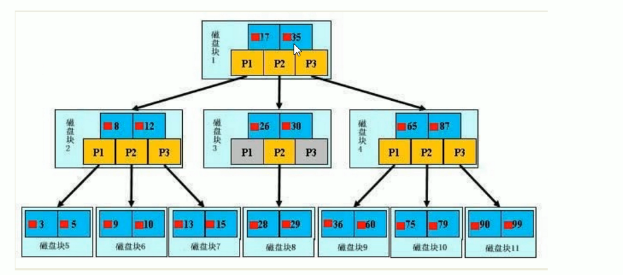 磁盘块1
17 35
P1 P2 P3
磁盘块2
8 12
P1 P2 P3
磁盘块3
26 30
P1 P2 P3
磁盘块4
65 87
P1 P2 P3
3 5
磁盘块5
9 10
磁盘块6
13 15
磁盘块7
28 29
磁盘块8
36 60
磁盘块9
75 79
磁盘块10
90 99
磁盘块11